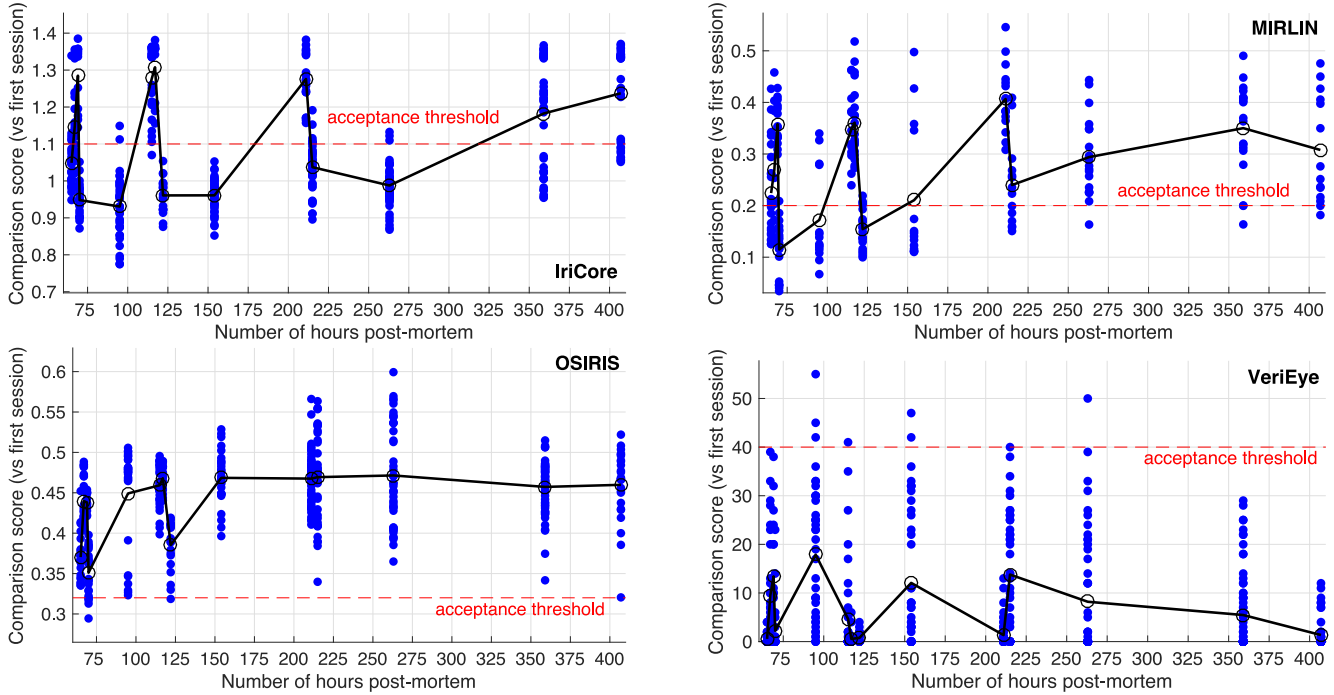 Comparison score (vs first session)
1.4
1.3
1.2
1.1
1
0.9
0.8
0.7
acceptance threshold
IriCore
75 100 125 150 175 200 225 250 275 300 325 350 375 400
Number of hours post-mortem
Comparison score (vs first session)
0.5
0.4
0.3
0.2
0.1
MIRLIN
acceptance threshold
75 100 125 150 175 200 225 250 275 300 325 350 375 400
Number of hours post-mortem
Comparison score (vs first session)
0.6
0.55
0.5
0.45
0.4
0.35
0.3
OSIRIS
acceptance threshold
75 100 125 150 175 200 225 250 275 300 325 350 375 400
Number of hours post-mortem
Comparison score (vs first session)
50
40
30
20
10
0
VeriEye
acceptance threshold
75 100 125 150 175 200 225 250 275 300 325 350 375 400
Number of hours post-mortem